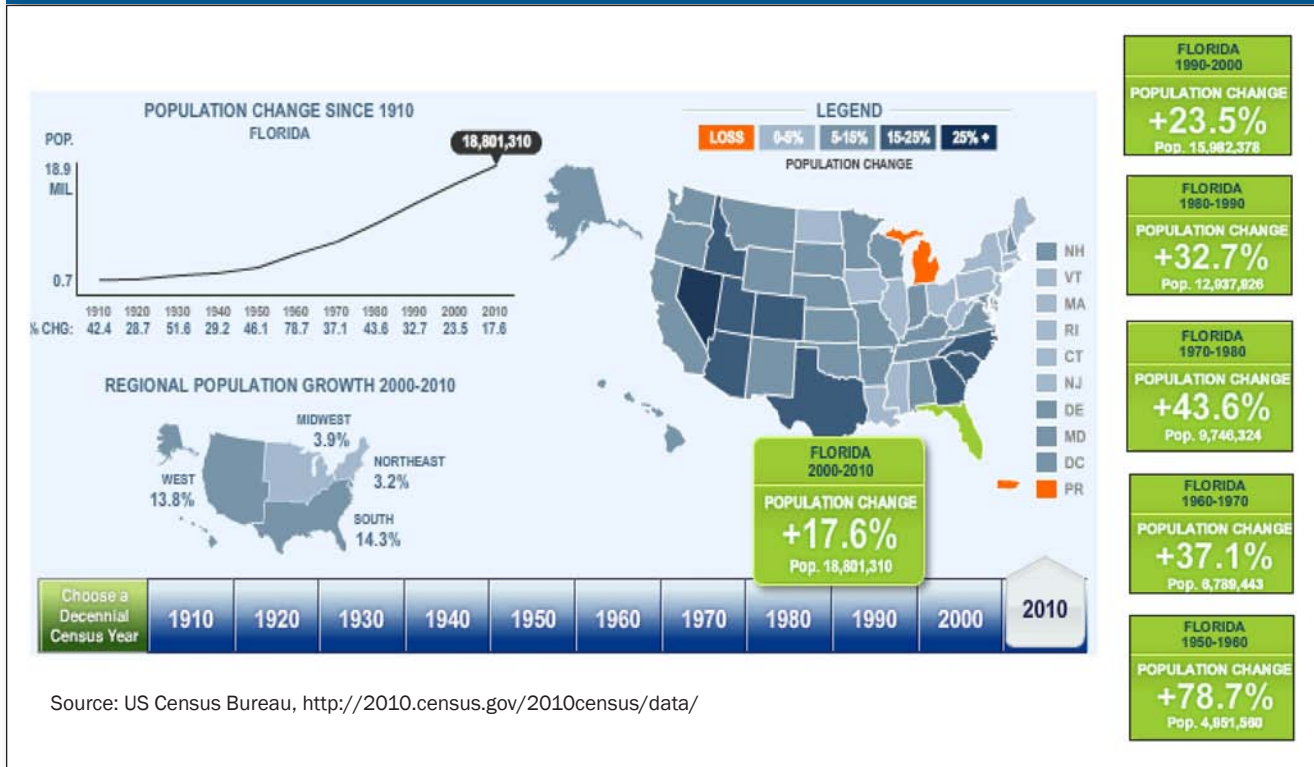 POPULATION CHANGE SINCE 1910
FLORIDA
POP.
18.9
MIL
0.7
18,801,310
1910 1920 1930 1940 1950 1960 1970 1980 1990 2000 2010
% CHG: 42.4 28.7 51.6 29.2 46.1 78.7 37.1 43.6 32.7 23.5 17.6
LEGEND
LOSS 0-5% 5-15% 15-25% 25% +
POPULATION CHANGE
NH
VT
MA
RI
CT
NJ
DE
MD
DC
PR
REGIONAL POPULATION GROWTH 2000-2010
MIDWEST
3.9%
NORTHEAST
3.2%
WEST
13.8%
SOUTH
14.3%
FLORIDA
2000-2010
POPULATION CHANGE
+17.6%
Pop. 18,801,310
Choose a
Decennial
Census Year
1910 1920 1930 1940 1950 1960 1970 1980 1990 2000 2010
Source: US Census Bureau, http://2010.census.gov/2010census/data/
FLORIDA
1990-2000
POPULATION CHANGE
+23.5%
Pop. 15,982,378
FLORIDA
1980-1990
POPULATION CHANGE
+32.7%
Pop. 12,937,926
FLORIDA
1970-1980
POPULATION CHANGE
+43.6%
Pop. 9,746,324
FLORIDA
1960-1970
POPULATION CHANGE
+37.1%
Pop. 6,789,443
FLORIDA
1950-1960
POPULATION CHANGE
+78.7%
Pop. 4,951,560